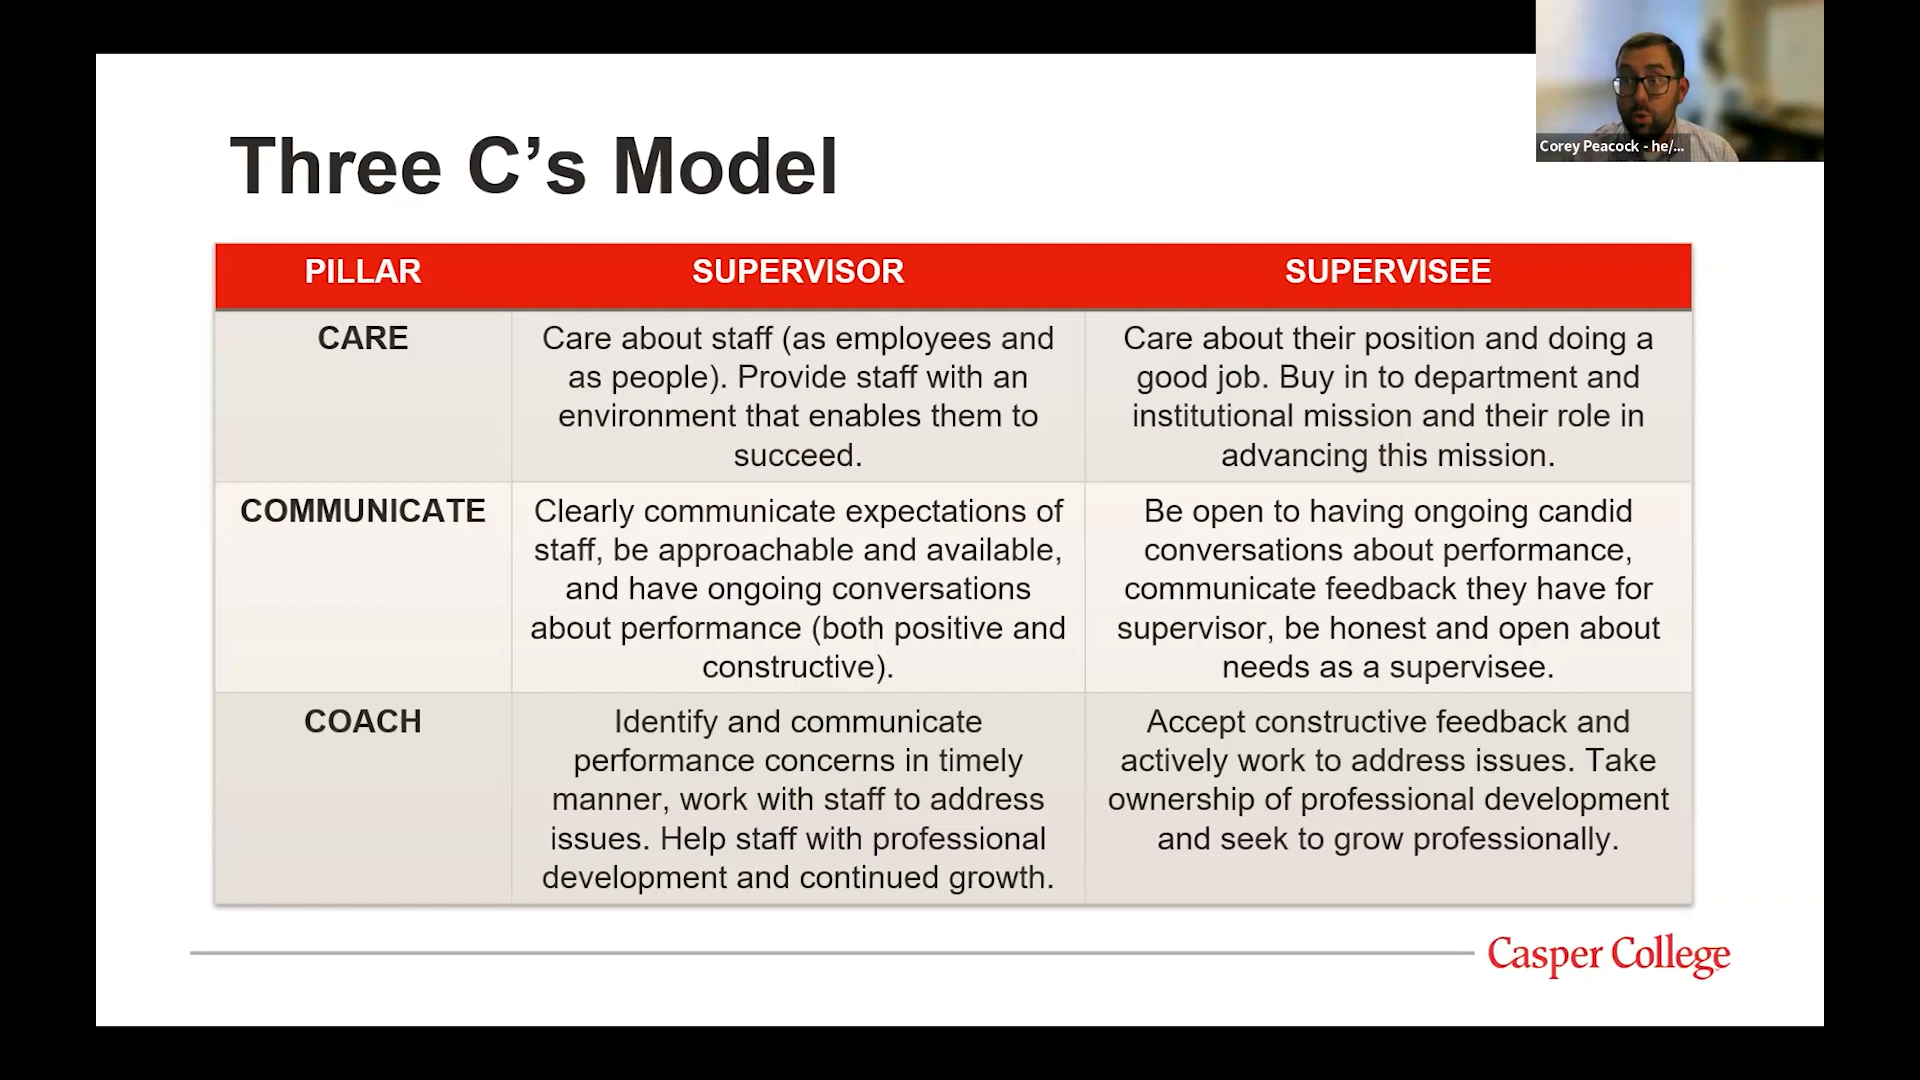 Corey Peacock - he/...
Three C’s Model
PILLAR
SUPERVISOR
SUPERVISEE
CARE
Care about staff (as employees and
as people). Provide staff with an
environment that enables them to
succeed.
Care about their position and doing a
good job. Buy in to department and
institutional mission and their role in
advancing this mission.
COMMUNICATE
Clearly communicate expectations of
staff, be approachable and available,
and have ongoing conversations
about performance (both positive and
constructive).
Be open to having ongoing candid
conversations about performance,
communicate feedback they have for
supervisor, be honest and open about
needs as a supervisee.
COACH
Identify and communicate
performance concerns in timely
manner, work with staff to address
issues. Help staff with professional
development and continued growth.
Accept constructive feedback and
actively work to address issues. Take
ownership of professional development
and seek to grow professionally.
Casper College